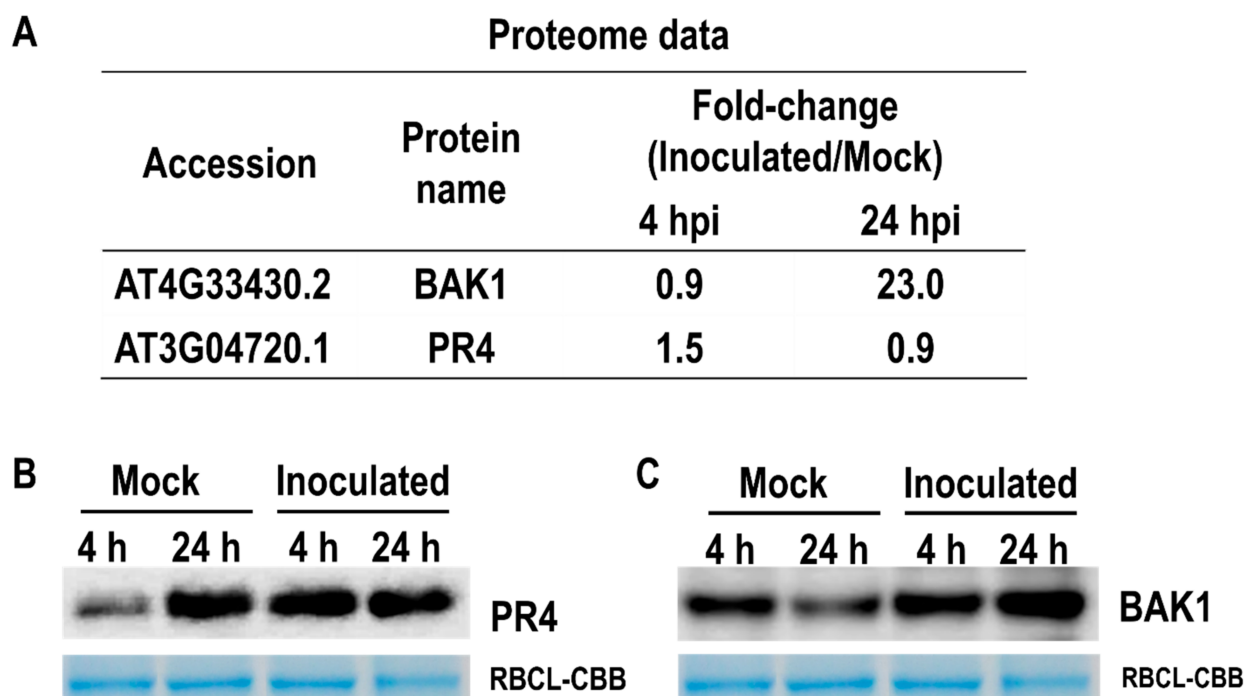 A
Proteome data
Accession
Protein
name
Fold-change
(Inoculated/Mock)
4 hpi 24 hpi
AT4G33430.2 BAK1 0.9 23.0
AT3G04720.1 PR4 1.5 0.9
B
Mock Inoculated
4 h 24 h 4 h 24 h
PR4
RBCL-CBB
C
Mock Inoculated
4 h 24 h 4 h 24 h
BAK1
RBCL-CBB